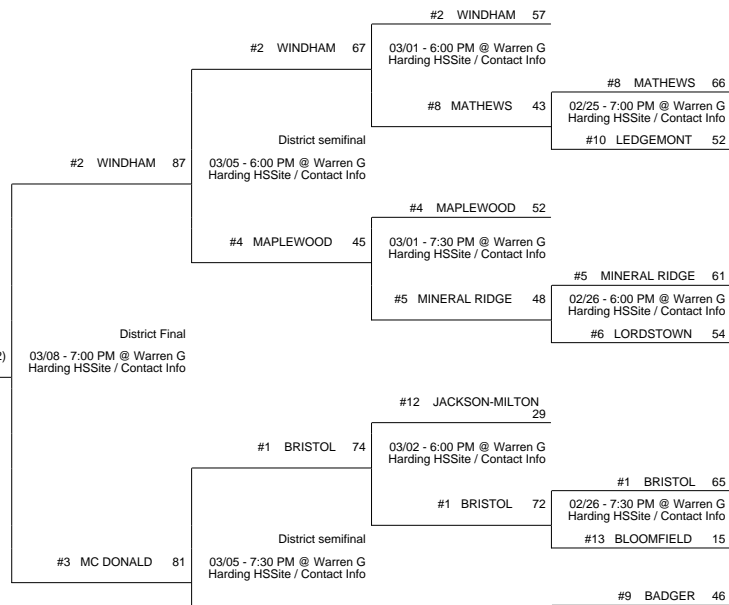 #2 WINDHAM 57
#2 WINDHAM 67
03/01 - 6:00 PM @ Warren G
Harding HSSite / Contact Info
#8 MATHEWS 66
#8 MATHEWS 43
02/25 - 7:00 PM @ Warren G
Harding HSSite / Contact Info
District semifinal
#10 LEDGEMONT 52
#2 WINDHAM 87
03/05 - 6:00 PM @ Warren G
Harding HSSite / Contact Info
#4 MAPLEWOOD 52
#4 MAPLEWOOD 45
03/01 - 7:30 PM @ Warren G
Harding HSSite / Contact Info
#5 MINERAL RIDGE 61
#5 MINERAL RIDGE 48
02/26 - 6:00 PM @ Warren G
Harding HSSite / Contact Info
District Final
#6 LORDSTOWN 54
2)
03/08 - 7:00 PM @ Warren G
Harding HSSite / Contact Info
#12 JACKSON-MILTON
29
#1 BRISTOL 74
03/02 - 6:00 PM @ Warren G
Harding HSSite / Contact Info
#1 BRISTOL 65
#1 BRISTOL 72
02/26 - 7:30 PM @ Warren G
Harding HSSite / Contact Info
District semifinal
#13 BLOOMFIELD 15
#3 MC DONALD 81
03/05 - 7:30 PM @ Warren G
Harding HSSite / Contact Info
#9 BADGER 46